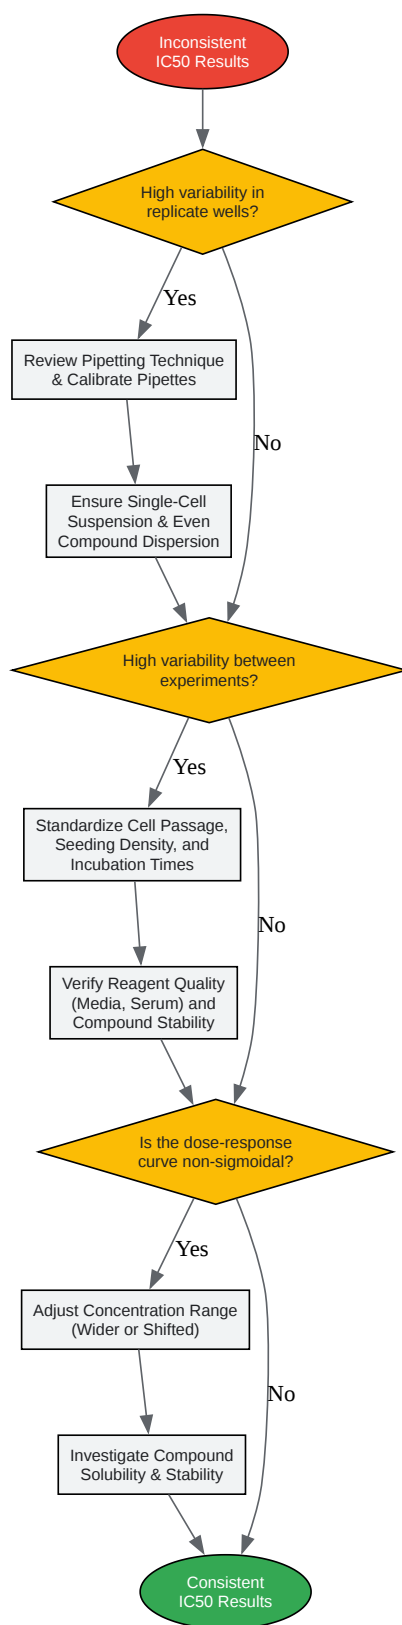 Inconsistent
IC50 Results
High variability in
replicate wells?
Yes
Review Pipetting Technique
& Calibrate Pipettes
No
Ensure Single-Cell
Suspension & Even
Compound Dispersion
High variability between
experiments?
Yes
Standardize Cell Passage,
Seeding Density, and
Incubation Times
No
Verify Reagent Quality
(Media, Serum) and
Compound Stability
Is the dose-response
curve non-sigmoidal?
Yes
Adjust Concentration Range
(Wider or Shifted)
No
Investigate Compound
Solubility & Stability
Consistent
IC50 Results